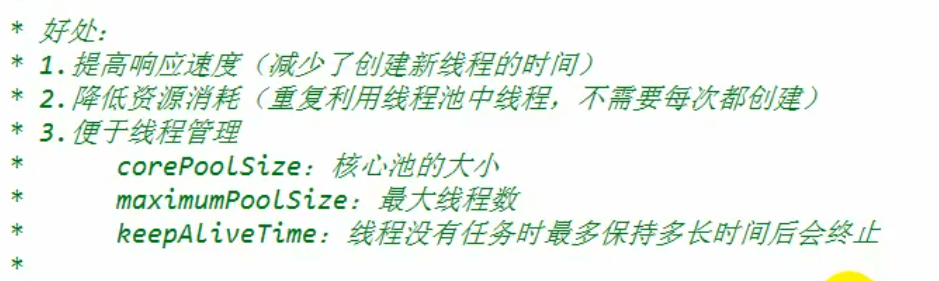 * 好处：
* 1.提高响应速度（减少了创建新线程的时间）
* 2.降低资源消耗（重复利用线程池中线程，不需要每次都创建）
* 3.便于线程管理
*      corePoolSize：核心池的大小
*      maximumPoolSize：最大线程数
*      keepAliveTime：线程没有任务时最多保持多长时间后会终止
*